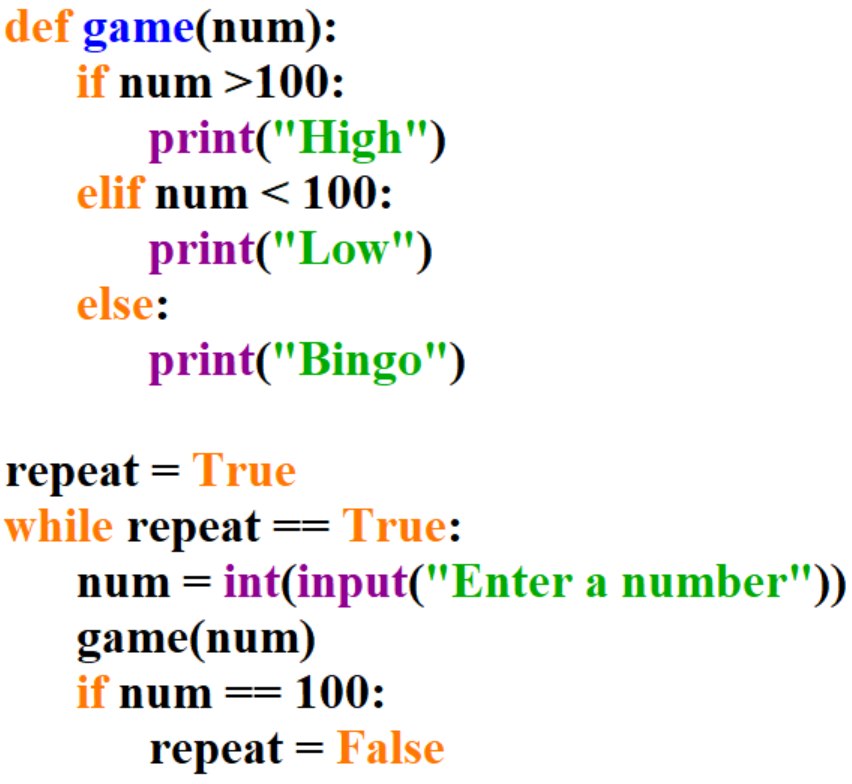 def game(num):
    if num >100:
        print("High")
    elif num < 100:
        print("Low")
    else:
        print("Bingo")

repeat = True
while repeat == True:
    num = int(input("Enter a number"))
    game(num)
    if num == 100:
        repeat = False